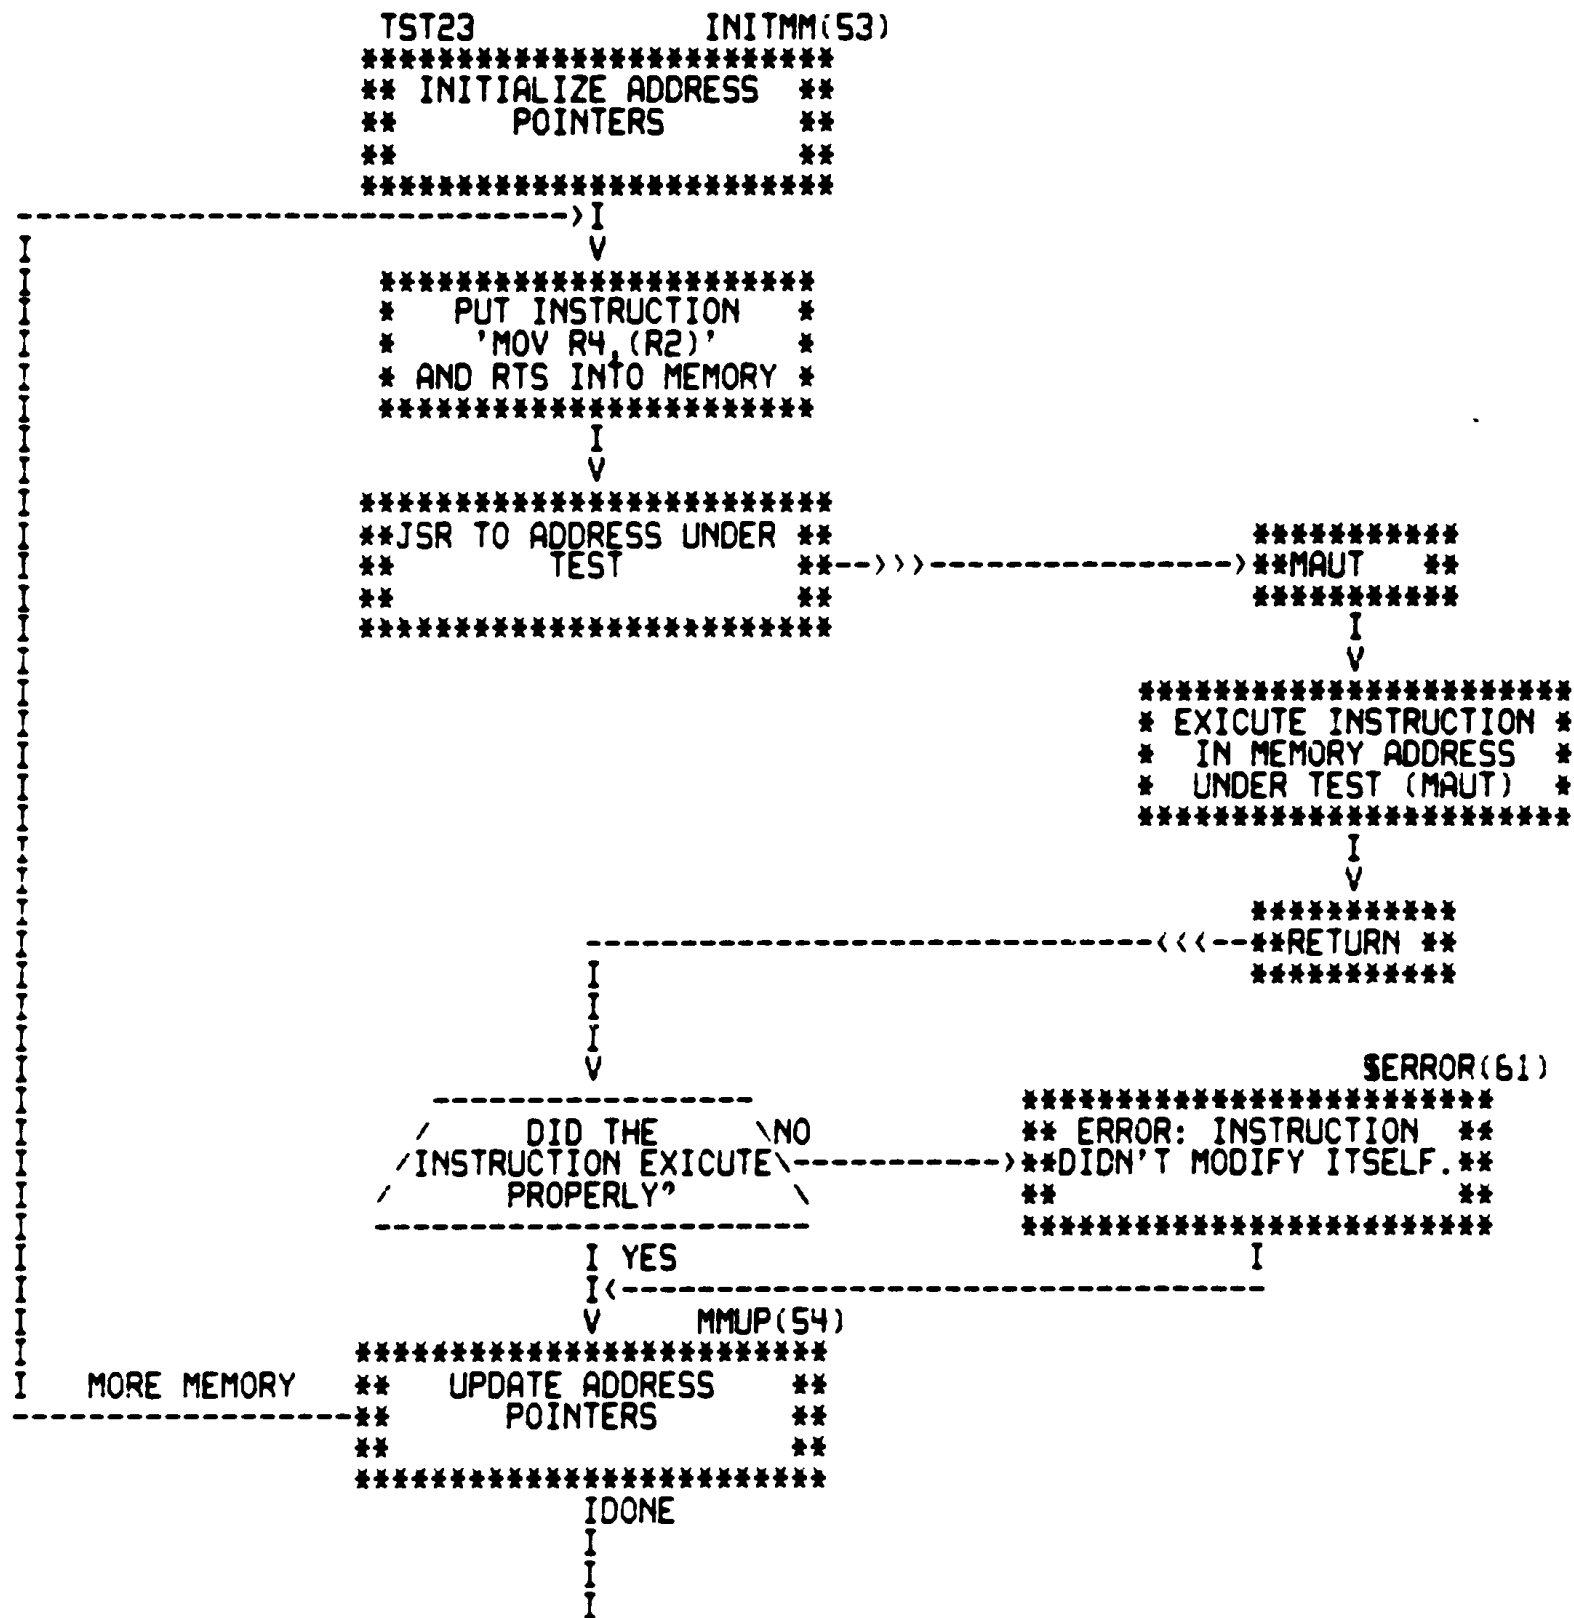 TST23 INITMM(53)
INITIALIZE ADDRESS
POINTERS
PUT INSTRUCTION
'MOV R4,(R2)'
AND RTS INTO MEMORY
JSR TO ADDRESS UNDER
TEST
MAUT
EXICUTE INSTRUCTION
IN MEMORY ADDRESS
UNDER TEST (MAUT)
RETURN
$ERROR(61)
DID THE
INSTRUCTION EXICUTE
PROPERLY?
NO
ERROR: INSTRUCTION
DIDN'T MODIFY ITSELF.
YES
MMUP(54)
MORE MEMORY
UPDATE ADDRESS
POINTERS
DONE